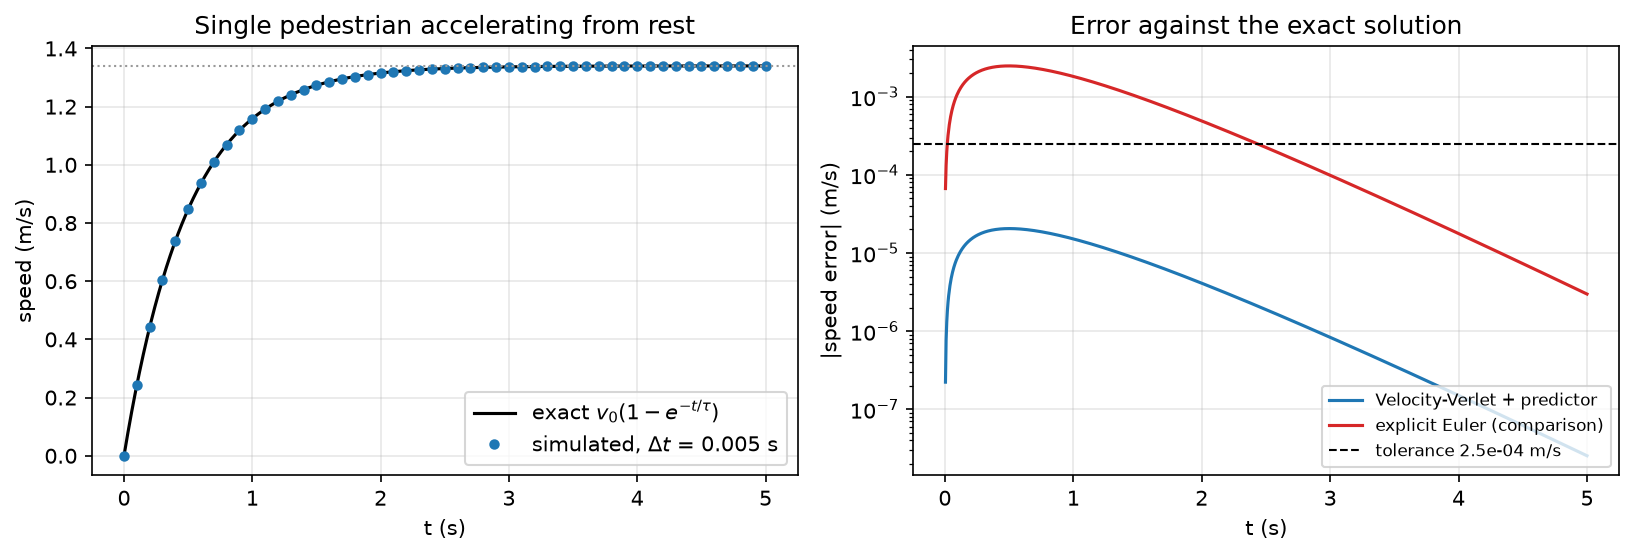 Single pedestrian accelerating from rest
speed (m/s)
1.4
1.2
1.0
0.8
0.6
0.4
0.2
0.0
exact v₀(1 − e^{−t/τ})
simulated, Δt = 0.005 s
0 1 2 3 4 5
t (s)
Error against the exact solution
|speed error| (m/s)
10⁻³
10⁻⁴
10⁻⁵
10⁻⁶
10⁻⁷
Velocity-Verlet + predictor
explicit Euler (comparison)
tolerance 2.5e-04 m/s
0 1 2 3 4 5
t (s)